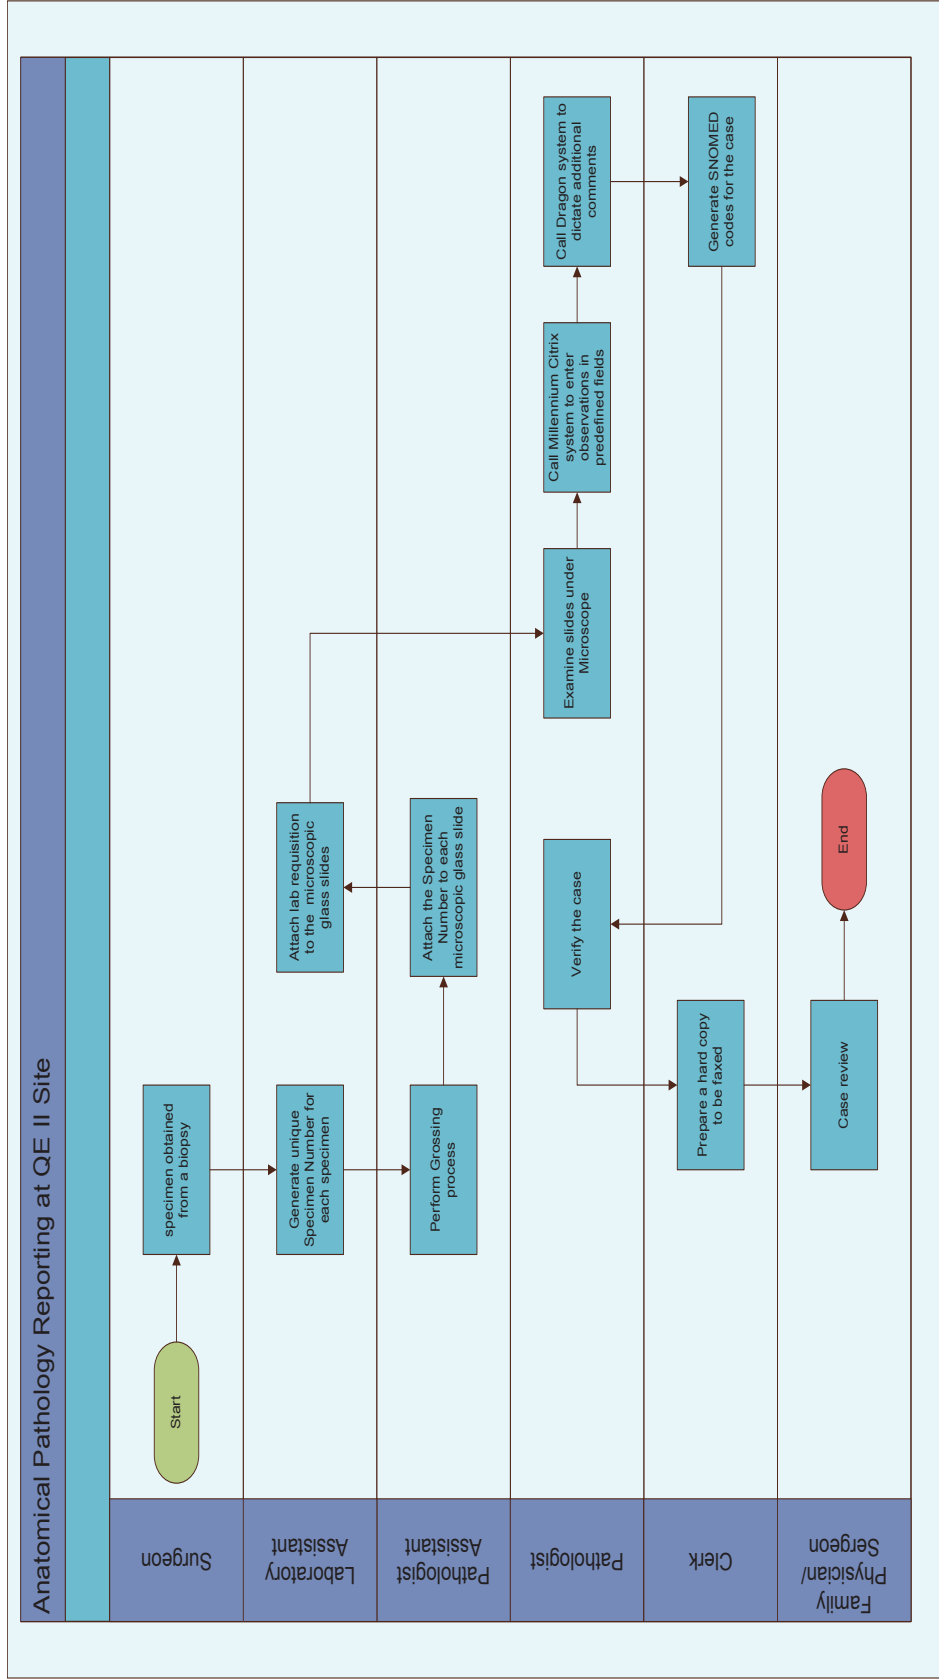 Anatomical Pathology Reporting at QE II Site
Surgeon
Start
specimen obtained
from a biopsy
Laboratory
Assistant
Generate unique
Specimen Number for
each specimen
Attach lab requisition
to the microscopic
glass slides
Pathologist
Assistant
Perform Grossing
process
Attach the Specimen
Number to each
microscopic glass slide
Pathologist
Verify the case
Examine slides under
Microscope
Call Millennium Citrix
system to enter
observations in
predefined fields
Call Dragon system to
dictate additional
comments
Clerk
Prepare a hard copy
to be faxed
Generate SNOMED
codes for the case
Family
Physician/
Sergeon
Case review
End